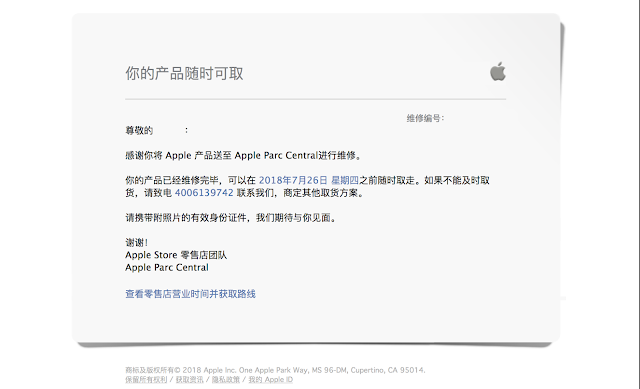 你的产品随时可取
维修编号：
尊敬的 ：
感谢你将 Apple 产品送至 Apple Parc Central进行维修。
你的产品已经维修完毕，可以在 2018年7月26日 星期四之前随时取走。如果不能及时取
货，请致电 4006139742 联系我们，商定其他取货方案。
请携带附照片的有效身份证件，我们期待与你见面。
谢谢！
Apple Store 零售店团队
Apple Parc Central
查看零售店营业时间并获取路线
商标及版权所有© 2018 Apple Inc. One Apple Park Way, MS 96-DM, Cupertino, CA 95014.
保留所有权利 / 获取资讯 / 隐私政策 / 我的 Apple ID